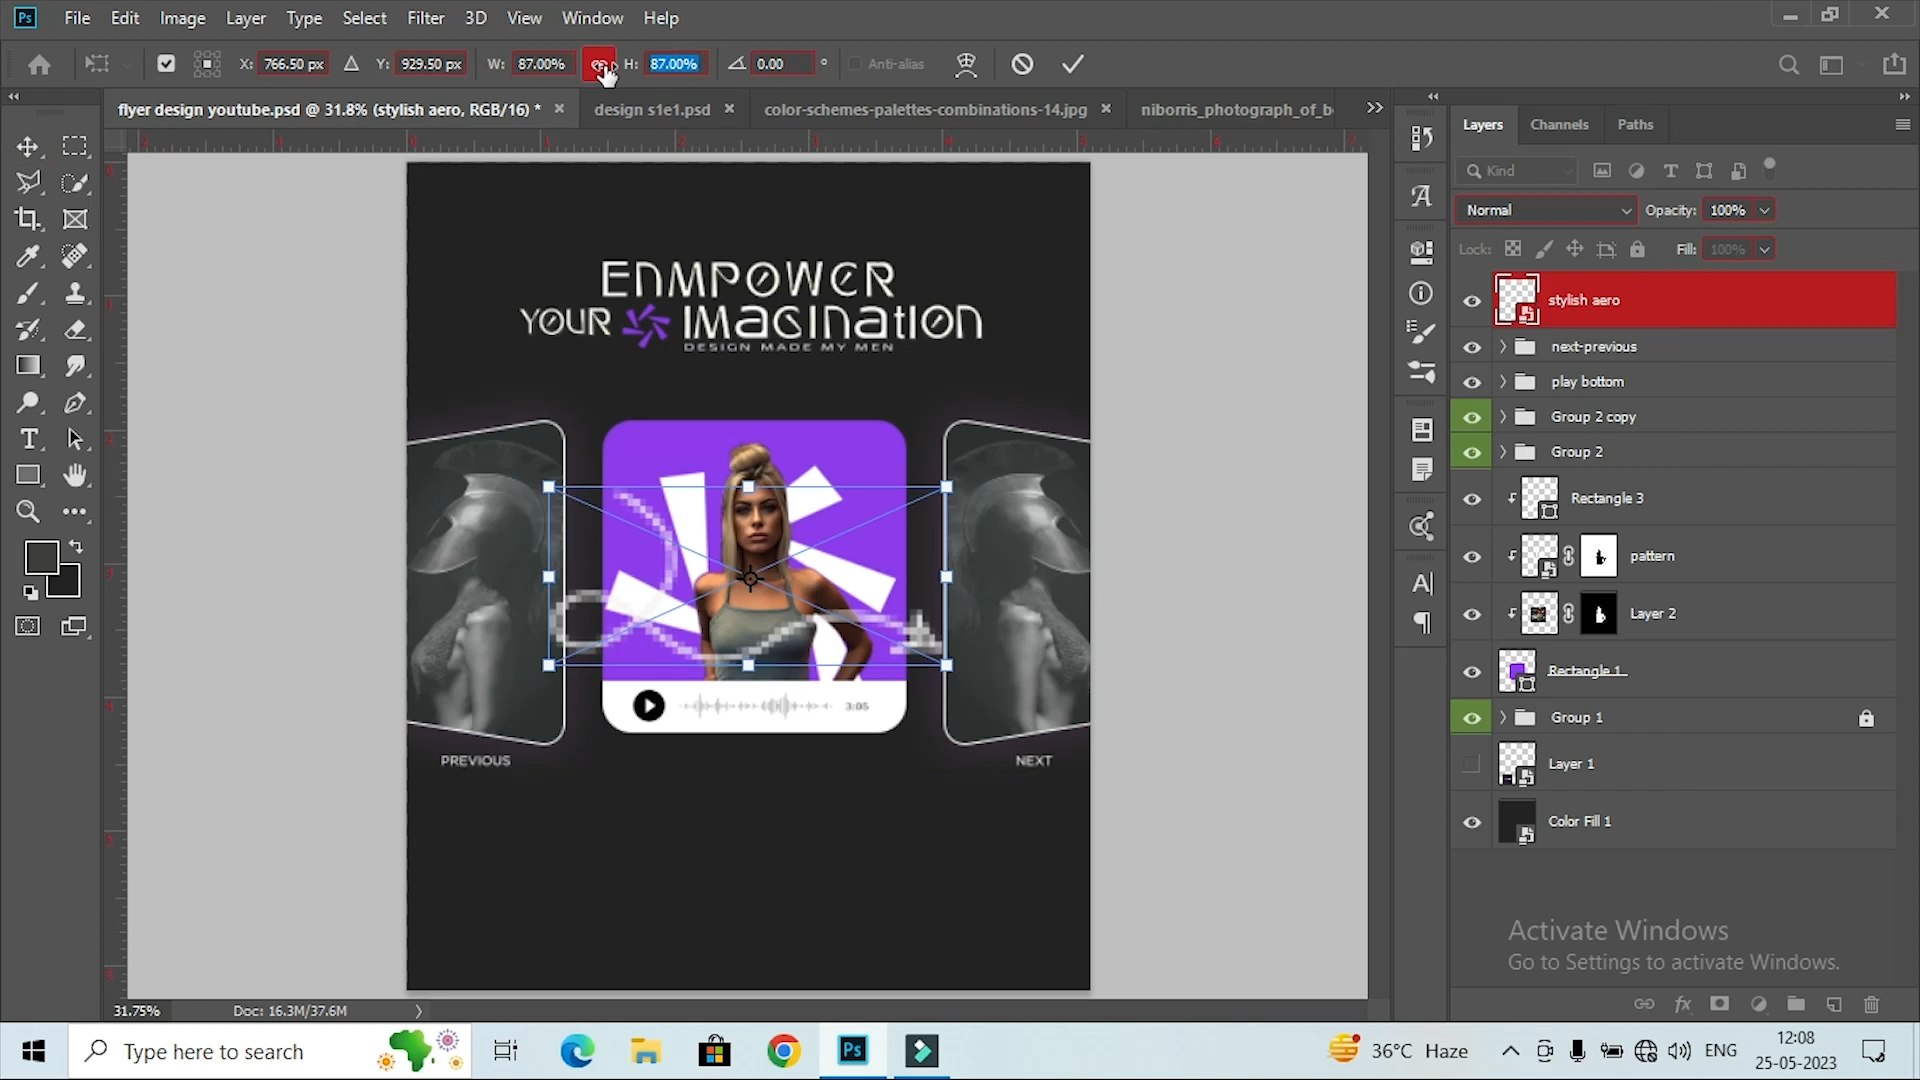 Ps File Edit Image Layer Type Select Filter 3D View Window Help
X: 766.50 px Y: 929.50 px W: 87.00% H: 87.00% 0.00 ° Anti-alias
flyer design youtube.psd @ 31.8% (stylish aero, RGB/16) * × design s1e1.psd × color-schemes-palettes-combinations-14.jpg × niborris_photograph_of_b
Layers Channels Paths
Kind
Normal Opacity: 100%
Lock: Fill: 100%
stylish aero
next-previous
play bottom
Group 2 copy
Group 2
Rectangle 3
pattern
Layer 2
Rectangle 1
Group 1
Layer 1
Color Fill 1
ENMPOWER
YOUR IMAGINATION
DESIGN MADE MY MEN
3:05
PREVIOUS
NEXT
Activate Windows
Go to Settings to activate Windows.
31.75% Doc: 16.3M/37.6M
Type here to search
Ps
36°C Haze
ENG
12:08
25-05-2023